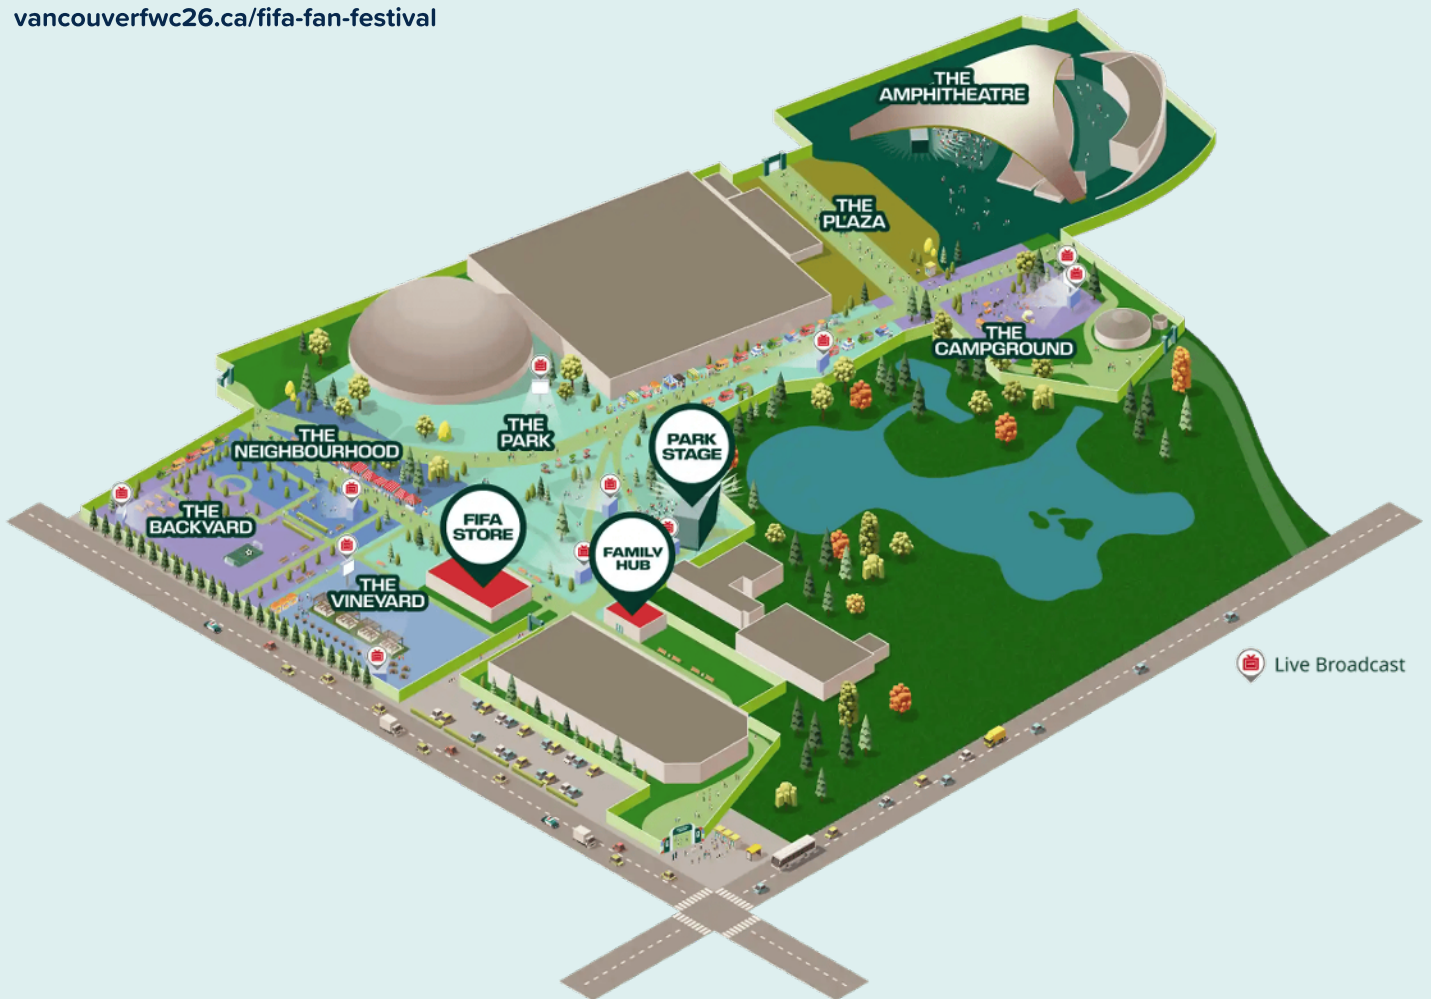 vancouverfwc26.ca/fifa-fan-festival
THE
AMPHITHEATRE
THE
PLAZA
THE
CAMPGROUND
THE
PARK
PARK
STAGE
THE
NEIGHBOURHOOD
THE
BACKYARD
FIFA
STORE
FAMILY
HUB
THE
VINEYARD
Live Broadcast